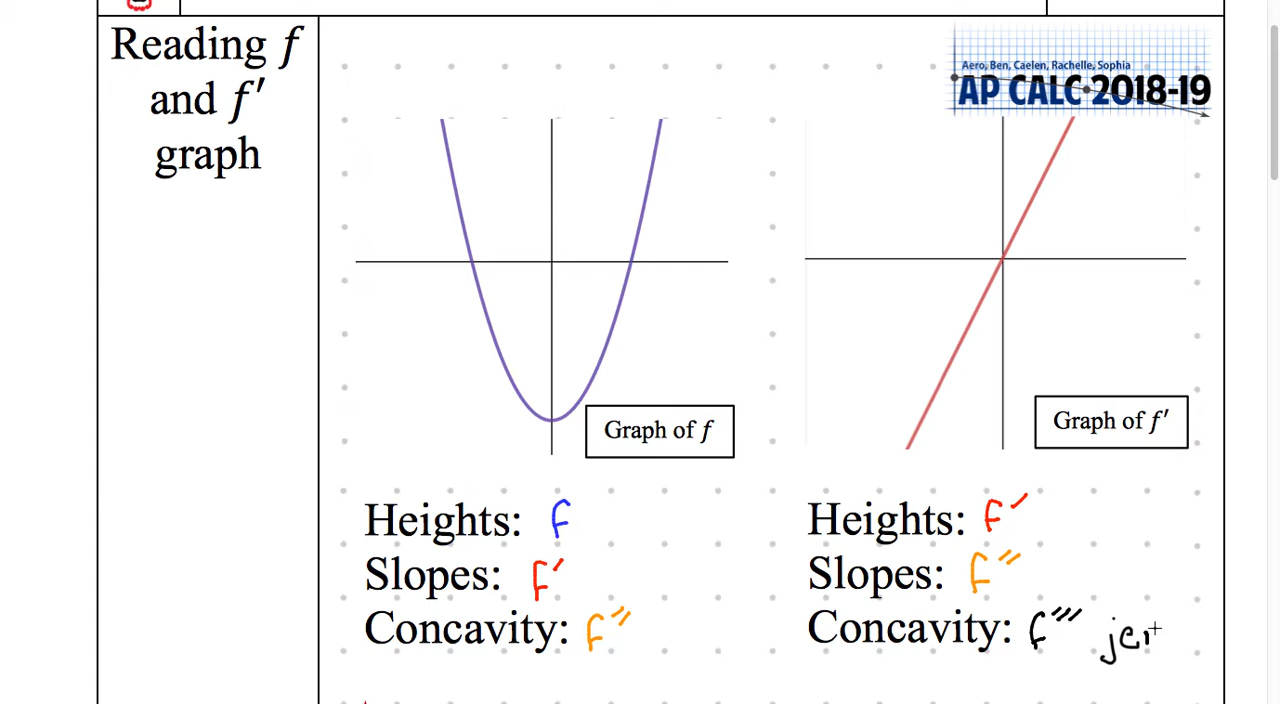 Reading f
and f′
graph
Aero, Ben, Caelen, Rachelle, Sophia
AP CALC 2018-19
Graph of f
Graph of f′
Heights: f
Slopes: f′
Concavity: f″
Heights: f′
Slopes: f″
Concavity: f‴ jer